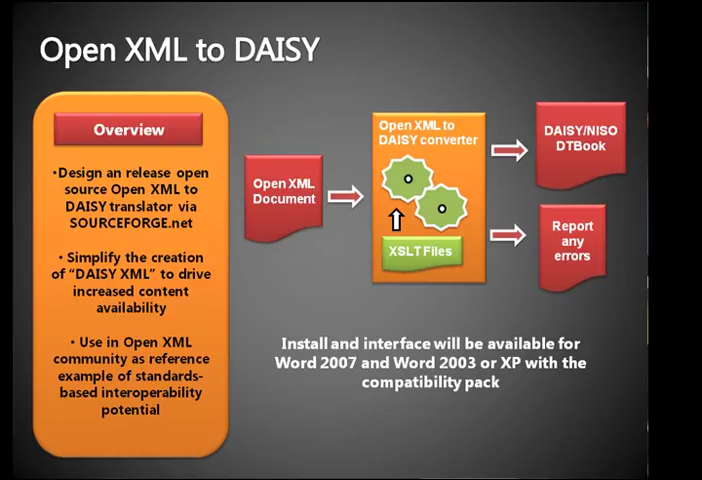 Open XML to DAISY
Overview
•Design an release open
source Open XML to
DAISY translator via
SOURCEFORGE.net
• Simplify the creation
of “DAISY XML” to drive
increased content
availability
• Use in Open XML
community as reference
example of standards-
based interoperability
potential
Open XML
Document
Open XML to
DAISY converter
XSLT Files
DAISY/NISO
DTBook
Report
any
errors
Install and interface will be available for
Word 2007 and Word 2003 or XP with the
compatibility pack